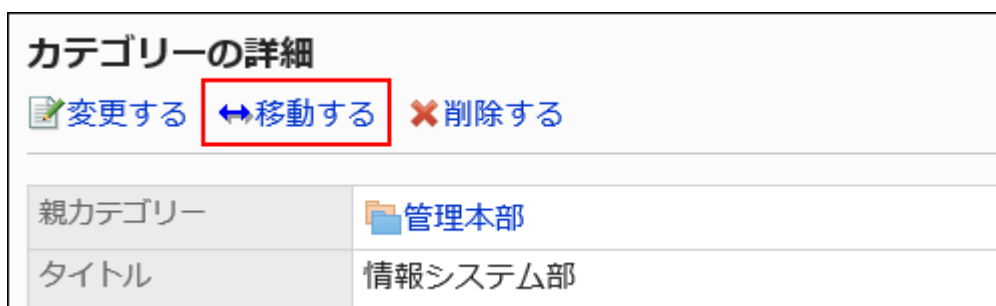 カテゴリーの詳細
変更する 移動する 削除する
親カテゴリー 管理本部
タイトル 情報システム部